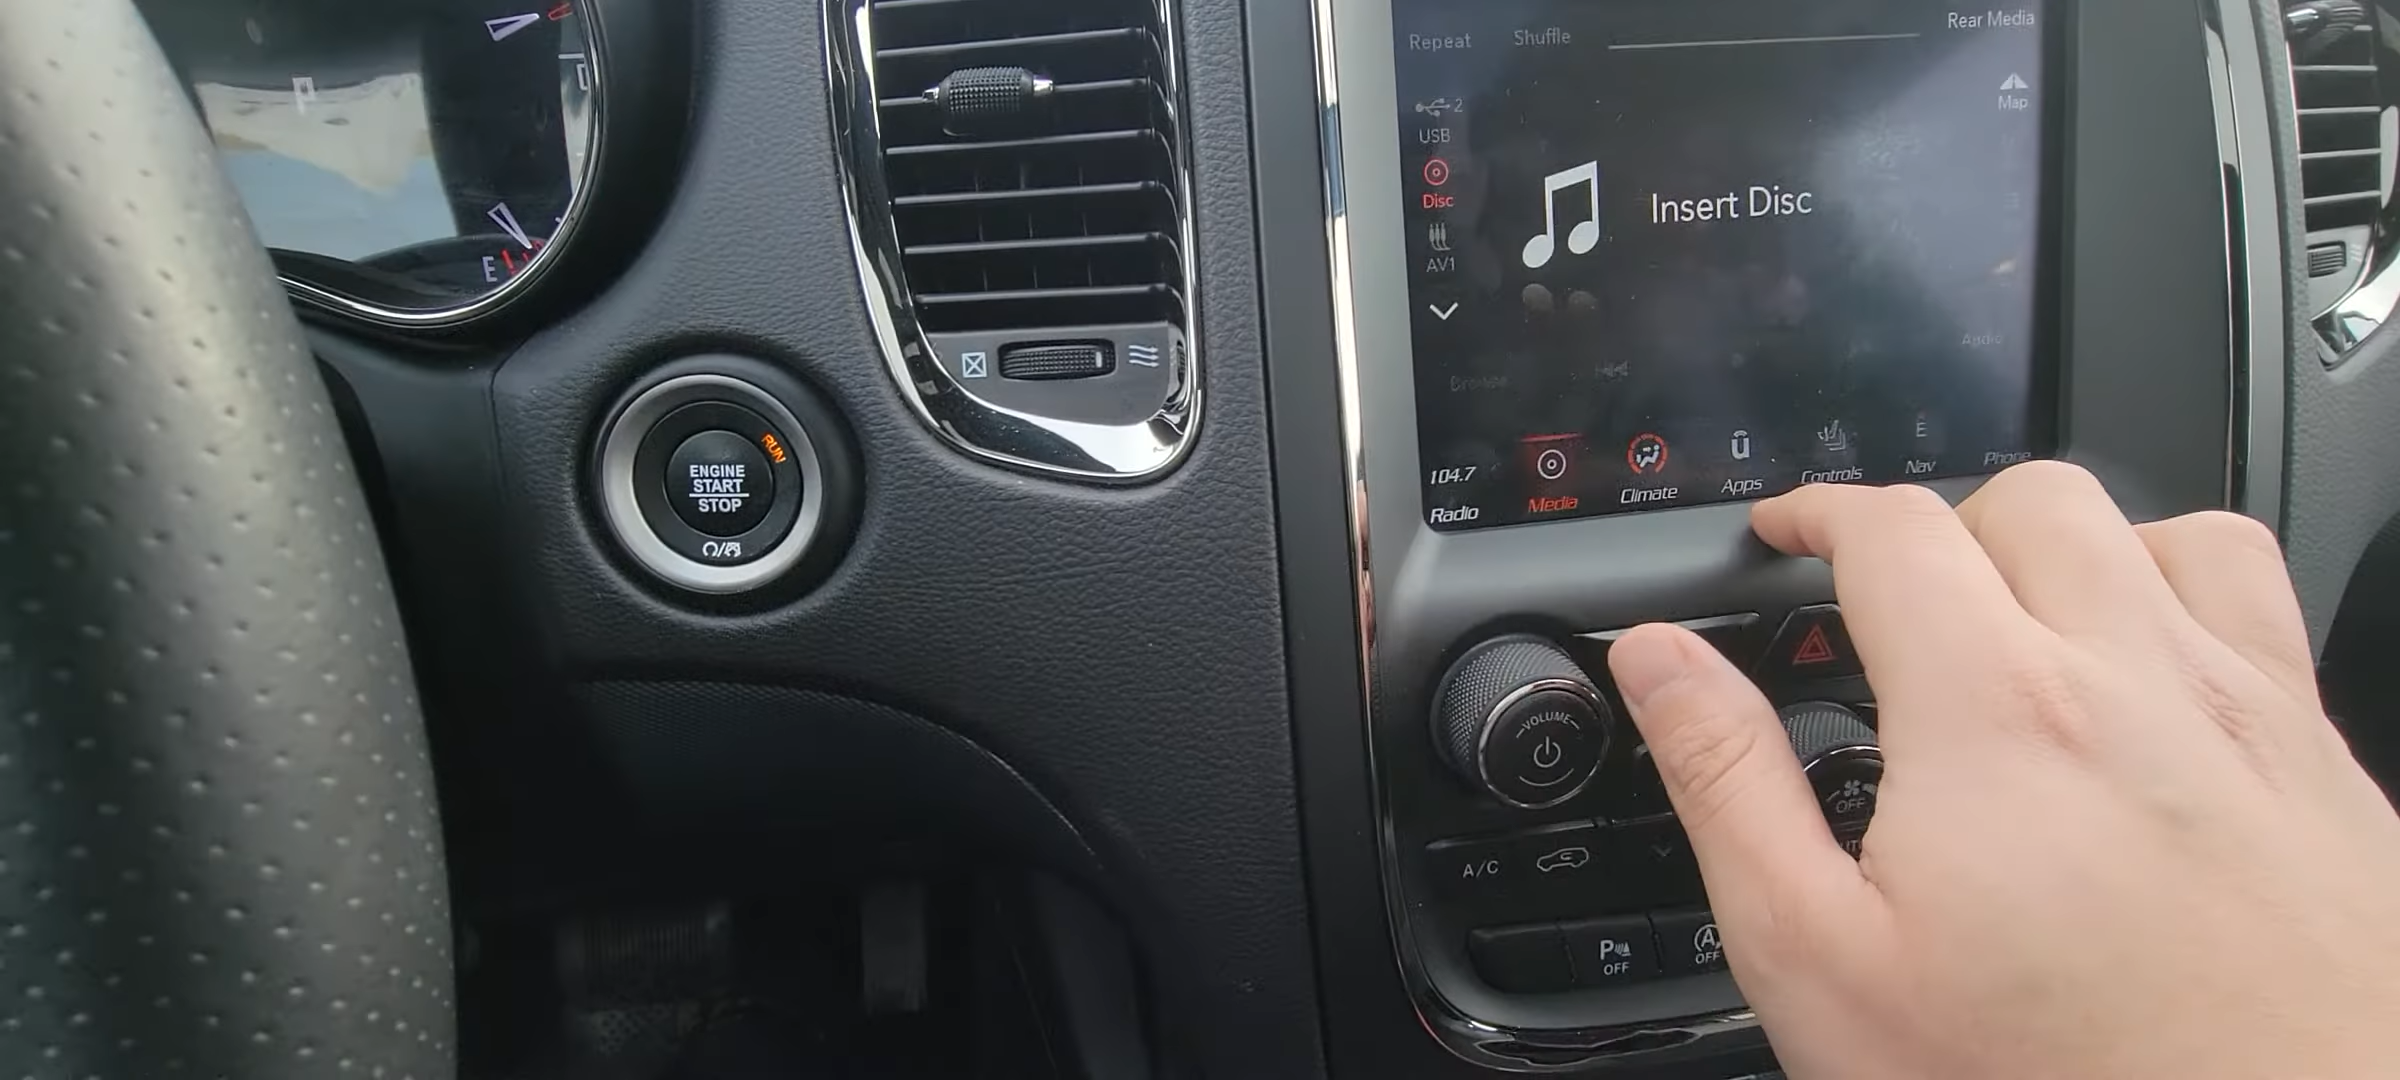 P
E
ENGINE
START
STOP
RUN
Repeat
Shuffle
Rear Media
2
USB
Map
Disc
Insert Disc
AV1
Audio
Browse
104.7
Radio
Media
Climate
Apps
Controls
E
Nav
Phone
VOLUME
OFF
A/C
P
OFF
A
OFF